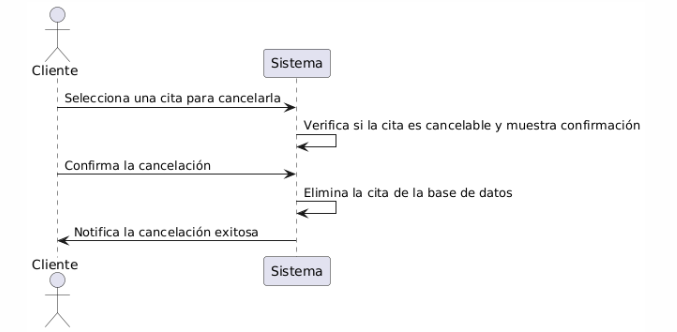 Cliente
Sistema
Selecciona una cita para cancelarla
Verifica si la cita es cancelable y muestra confirmación
Confirma la cancelación
Elimina la cita de la base de datos
Notifica la cancelación exitosa
Cliente
Sistema